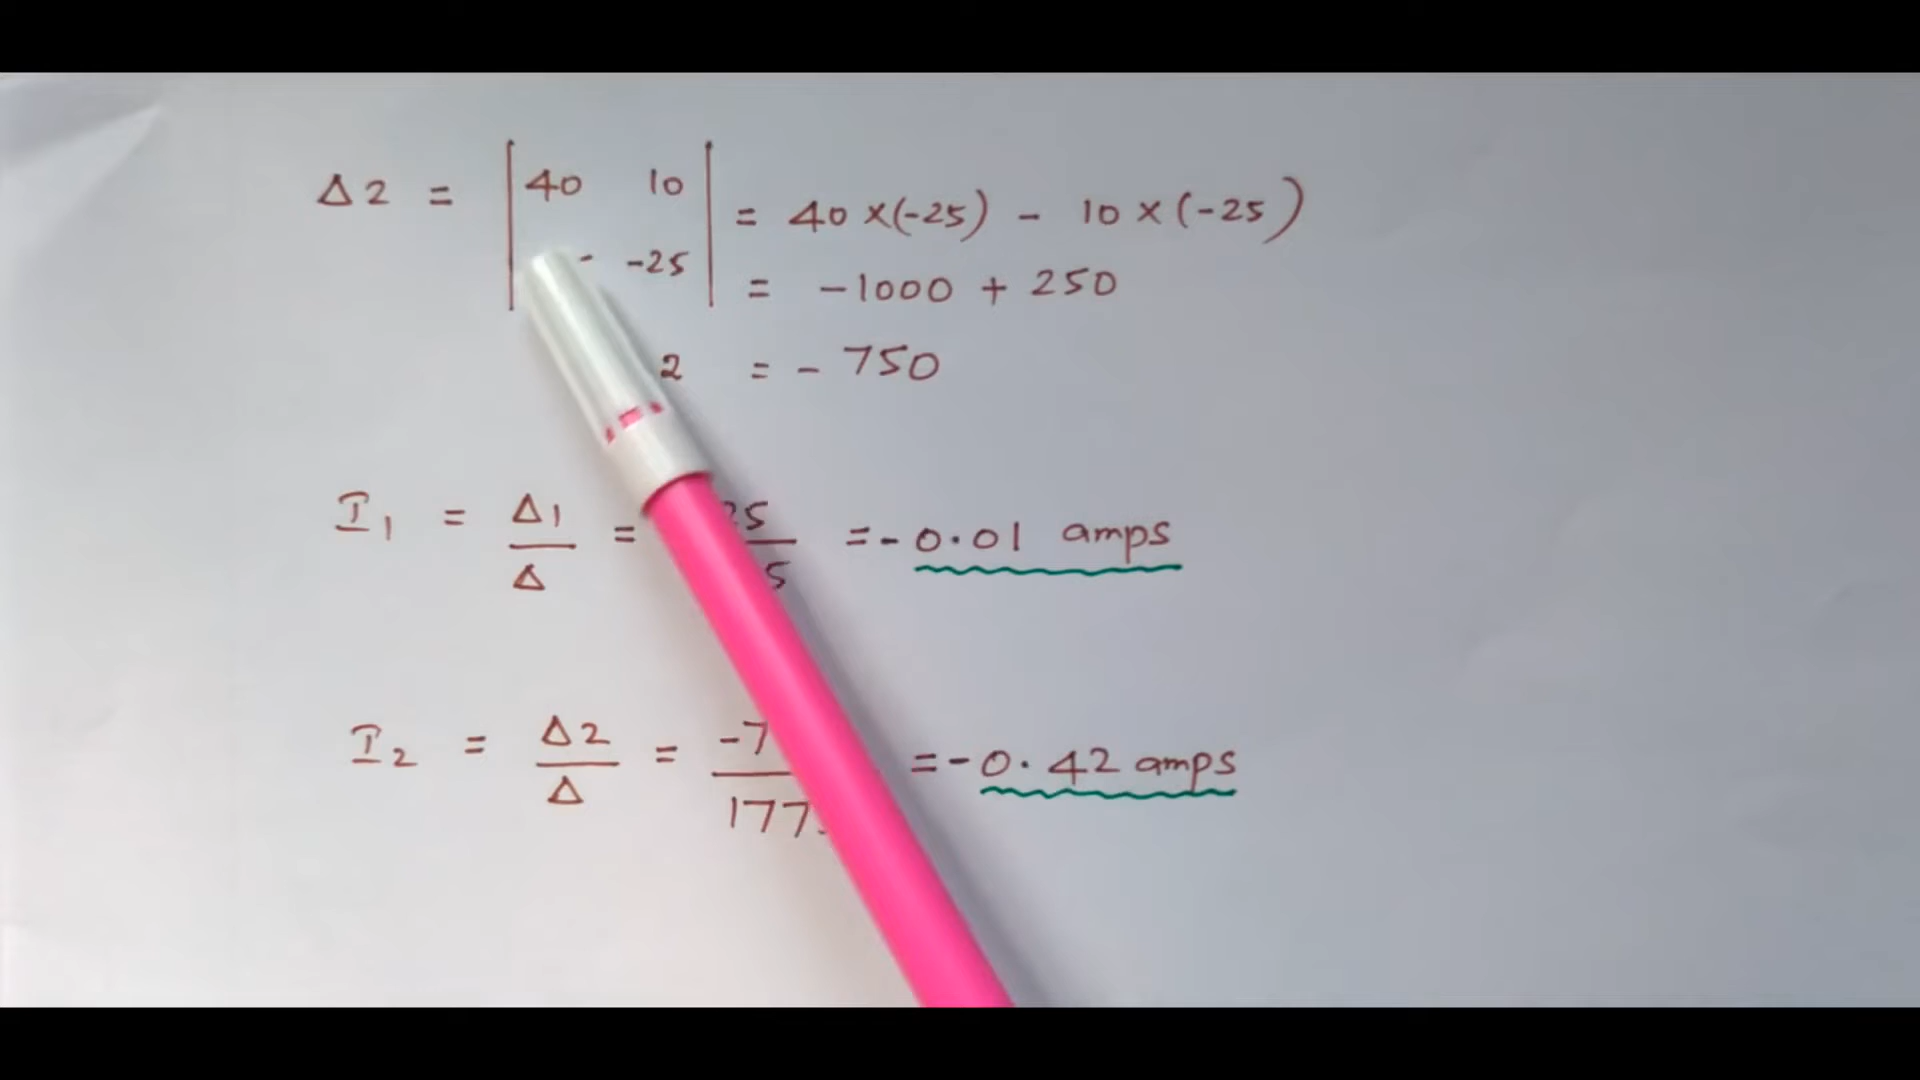 Δ2 = | 40 10 | = 40 x(-25) - 10 x (-25)
-25 = -1000 + 250
2 = - 750
I1 = Δ1/Δ = = - 0.01 amps
I2 = Δ2/Δ = = - 0.42 amps